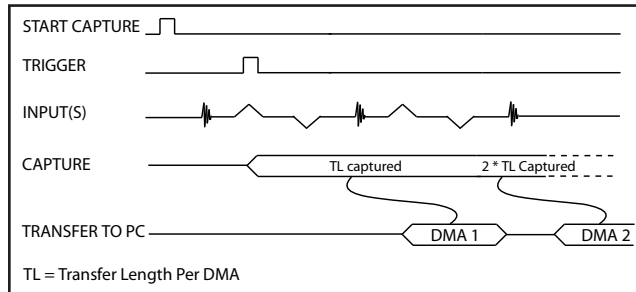 START CAPTURE
TRIGGER
INPUT(S)
CAPTURE
TL captured
2 * TL Captured
TRANSFER TO PC
DMA 1
DMA 2
TL = Transfer Length Per DMA